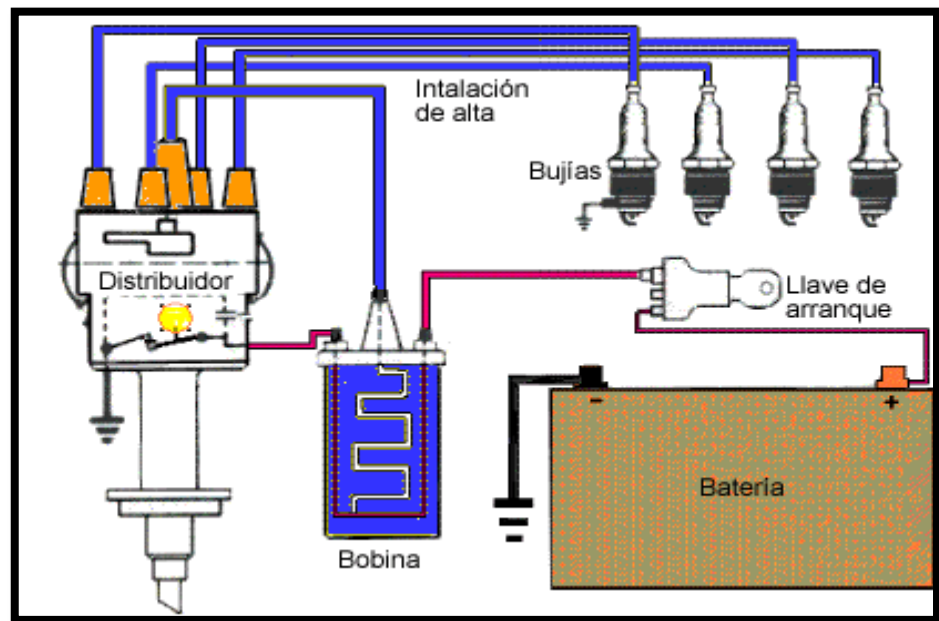 Intalación
de alta
Bujías
Distribuidor
Llave de
arranque
- +
Batería
Bobina